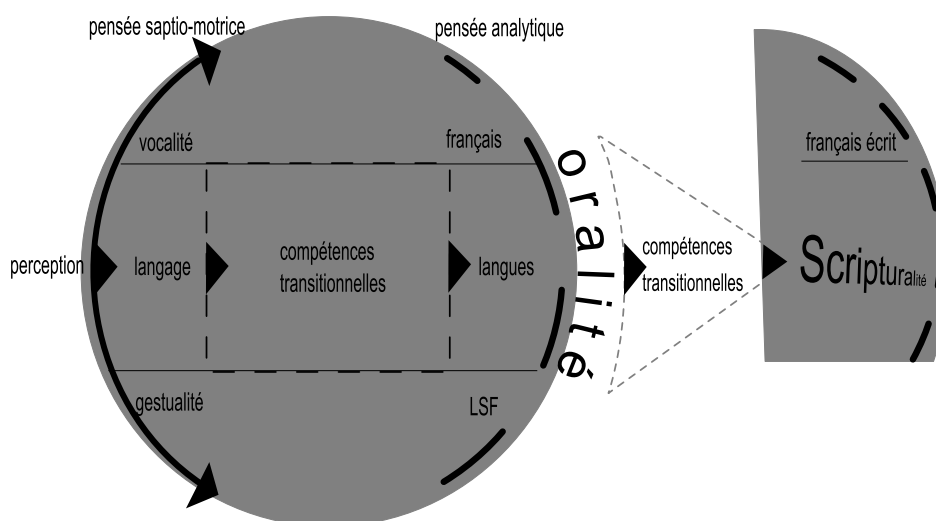 pensée saptio-motrice
pensée analytique
vocalité
français
français écrit
perception
langage
compétences
transitionnelles
langues
oralité
compétences
transitionnelles
Scripturalité
gestualité
LSF